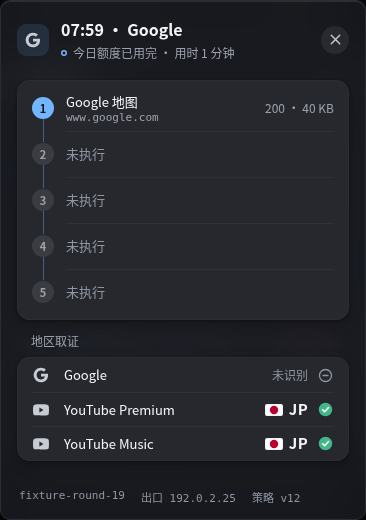 07:59 • Google
今日额度已用完 • 用时 1 分钟
1 Google 地图 200 • 40 KB
www.google.com
2 未执行
3 未执行
4 未执行
5 未执行
地区取证
G Google 未识别
YouTube Premium JP
YouTube Music JP
fixture-round-19 出口 192.0.2.25 策略 v12